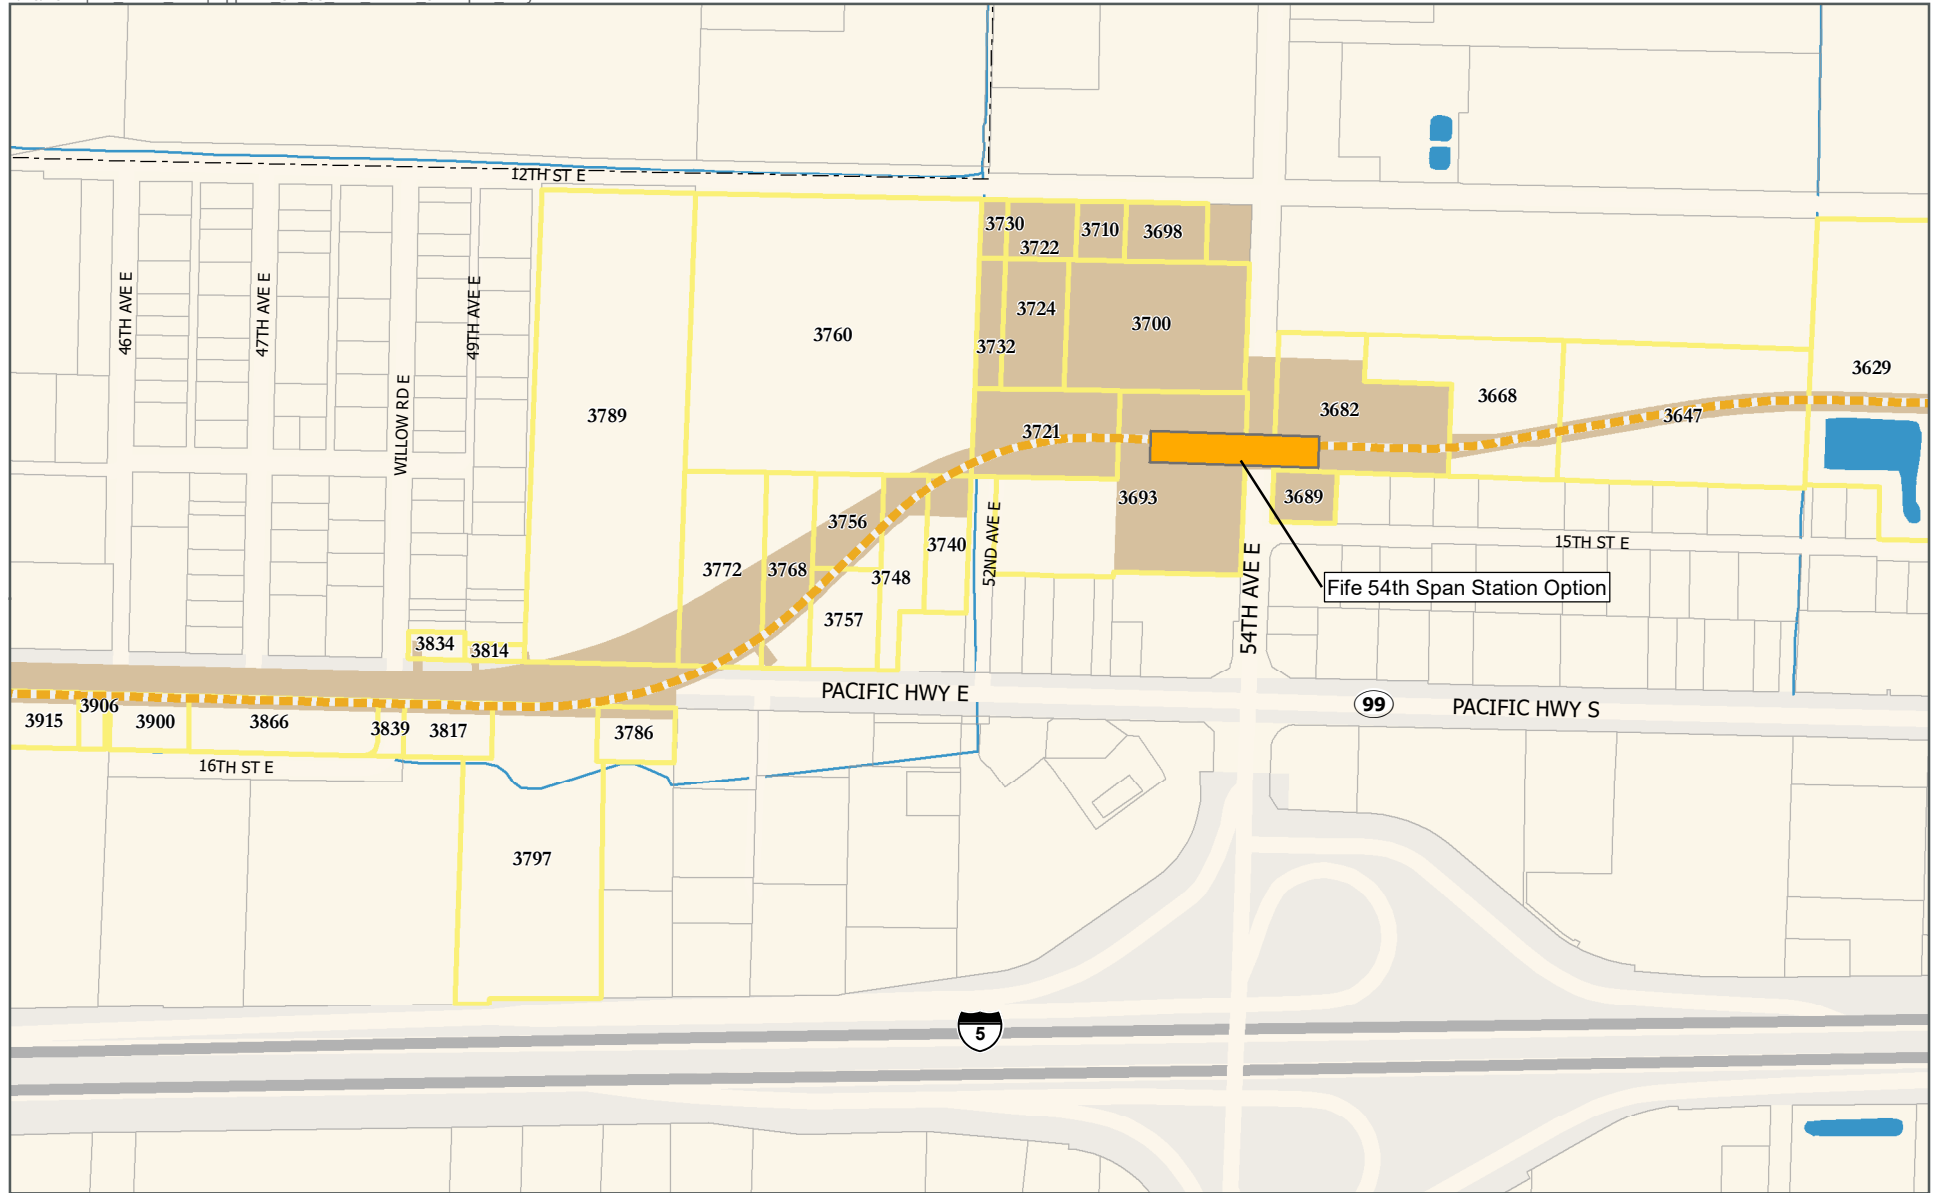 12TH ST E
3730
3722
3710
3698
46TH AVE E
47TH AVE E
WILLOW RD E
49TH AVE E
3760
3732
3724
3700
3789
3721
3682
3668
3647
3629
3693
3689
3756
3740
3772
3768
3748
3757
52ND AVE E
54TH AVE E
15TH ST E
Fife 54th Span Station Option
3834
3814
PACIFIC HWY E
99
PACIFIC HWY S
3915
3906
3900
3866
3839
3817
3786
16TH ST E
3797
5